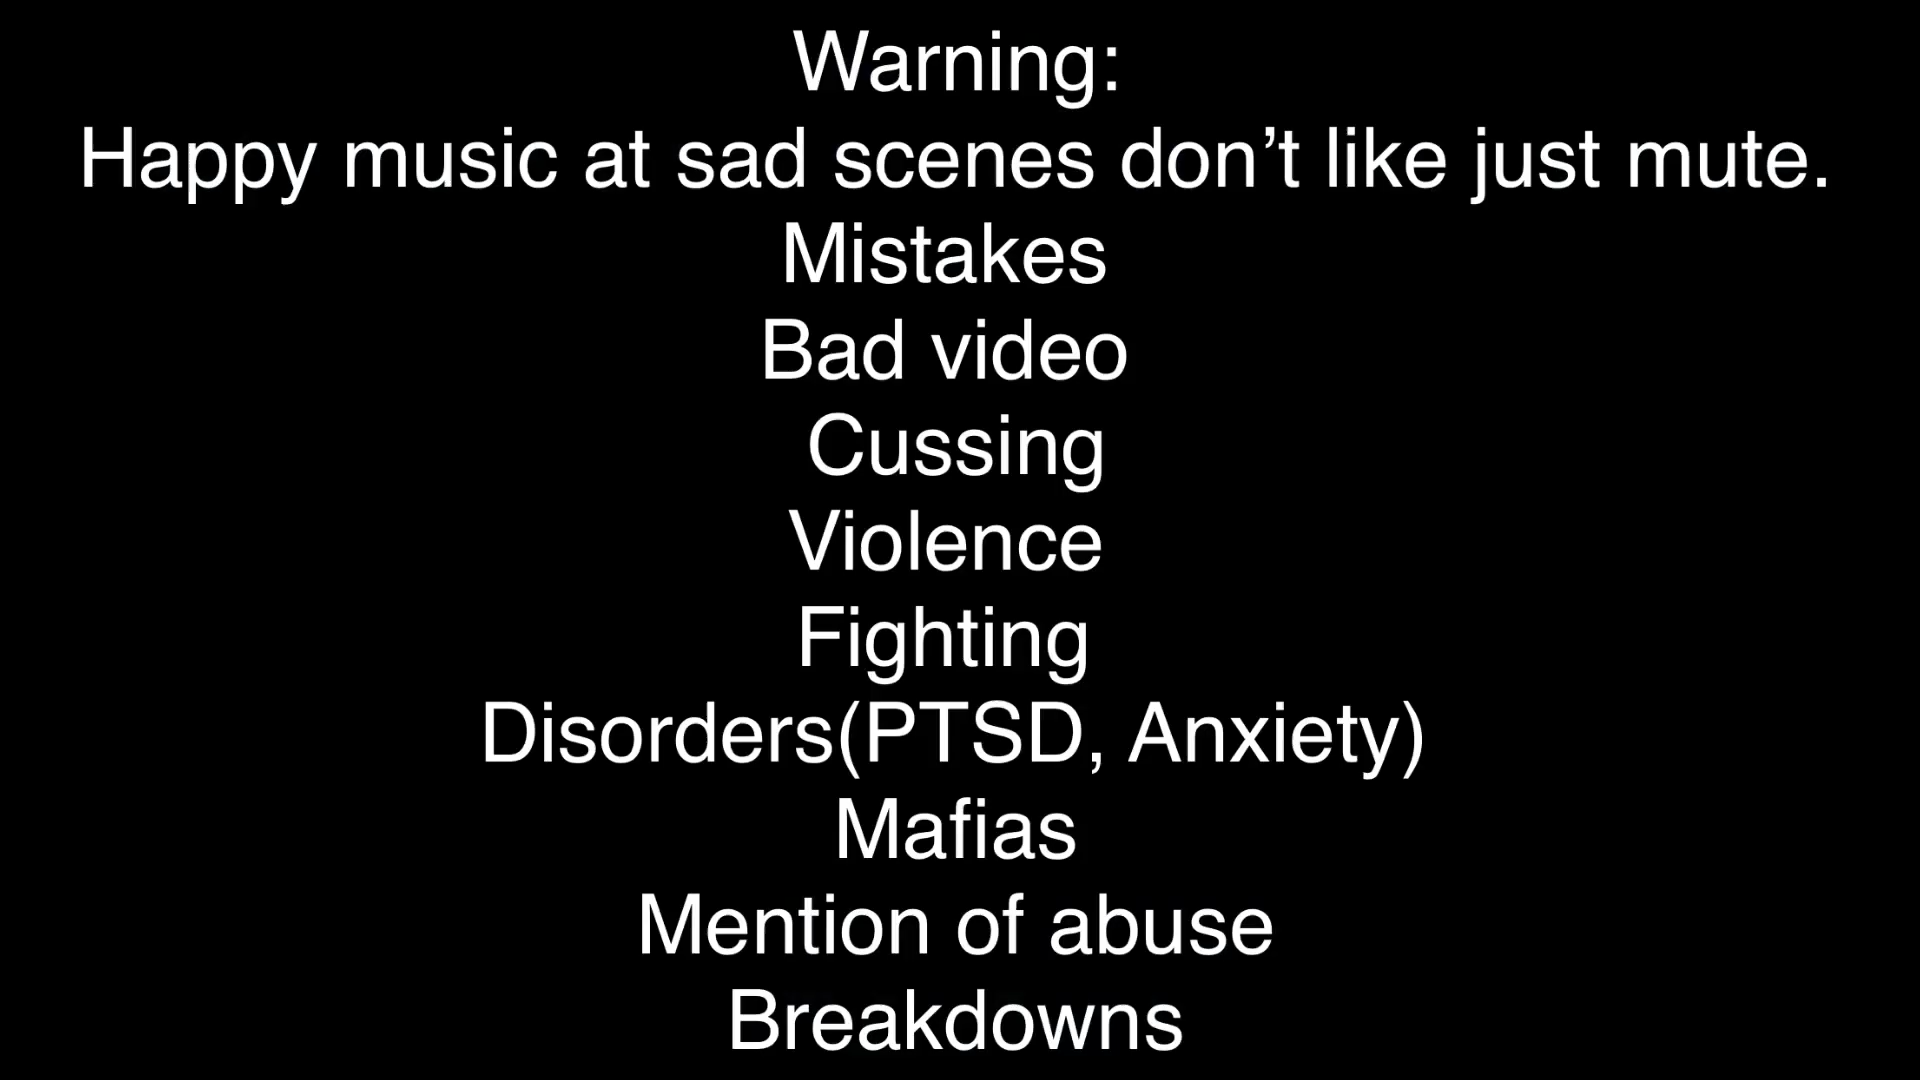 Warning:
Happy music at sad scenes don’t like just mute.
Mistakes
Bad video
Cussing
Violence
Fighting
Disorders(PTSD, Anxiety)
Mafias
Mention of abuse
Breakdowns